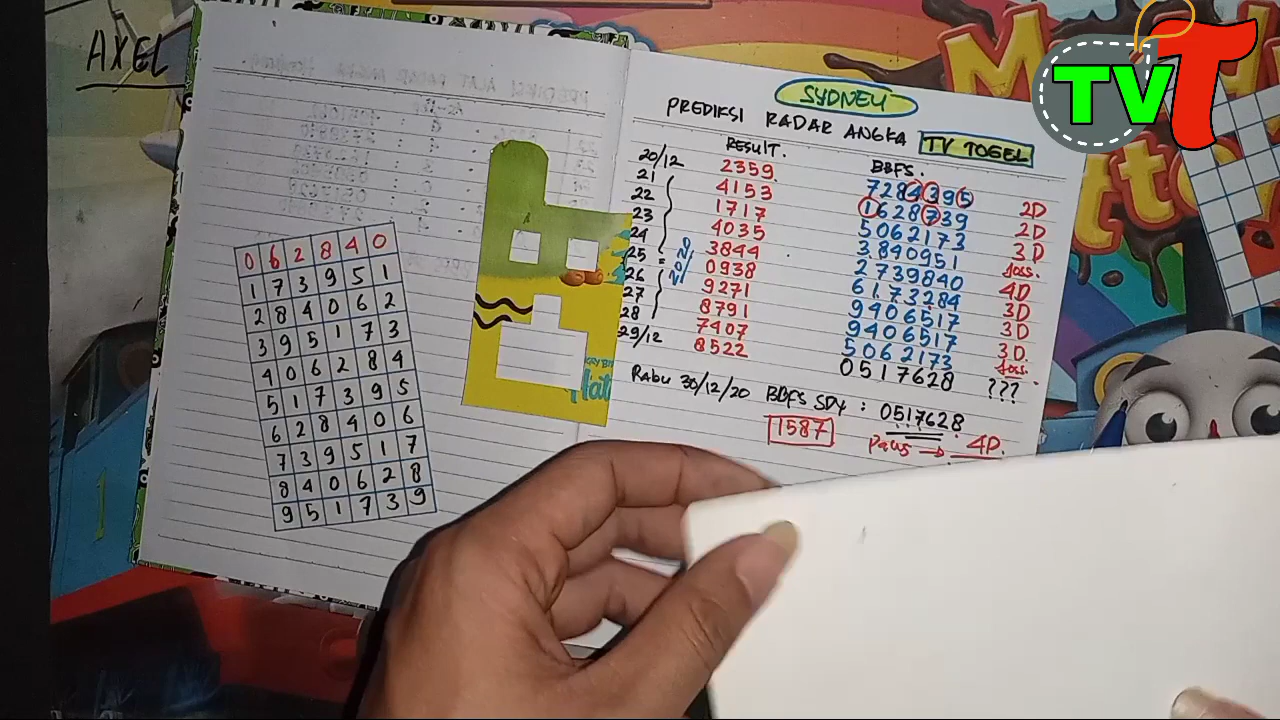 AXEL
TVT
SYDNEY
PREDIKSI RADAR ANGKA TV TOGEL
RESULT. BBFS.
20/12 2359 7284395 2D
21 4153 1628739 2D
22 1717 5062173 3D
23 4035 3890951 Joss.
24 3844 2739840 4D
25 = 0938 6173284 3D
26 9271 9406517 3D
27 8791 9406517 3D.
28 7407 5062173 Joss.
29/12 8522 0517628 ???
2020
Rabu 30/12/20 BBFS SDY : 0517628
1587 Paus → 4D.
0 6 2 8 4 0
1 7 3 9 5 1
2 8 4 0 6 2
3 9 5 1 7 3
4 0 6 2 8 4
5 1 7 3 9 5
6 2 8 4 0 6
7 3 9 5 1 7
8 4 0 6 2 8
9 5 1 7 3 9
A
1